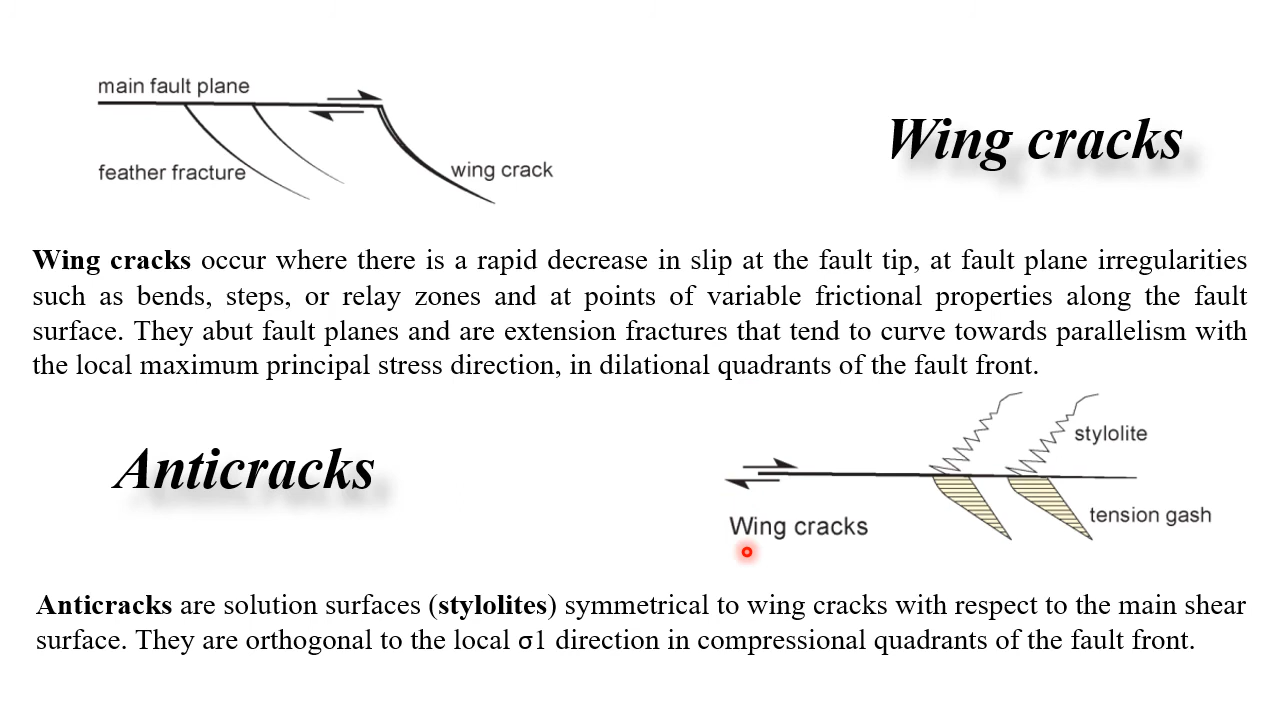 main fault plane
feather fracture
wing crack
Wing cracks
Wing cracks occur where there is a rapid decrease in slip at the fault tip, at fault plane irregularities
such as bends, steps, or relay zones and at points of variable frictional properties along the fault
surface. They abut fault planes and are extension fractures that tend to curve towards parallelism with
the local maximum principal stress direction, in dilational quadrants of the fault front.
Anticracks
stylolite
tension gash
Wing cracks
Anticracks are solution surfaces (stylolites) symmetrical to wing cracks with respect to the main shear
surface. They are orthogonal to the local σ1 direction in compressional quadrants of the fault front.